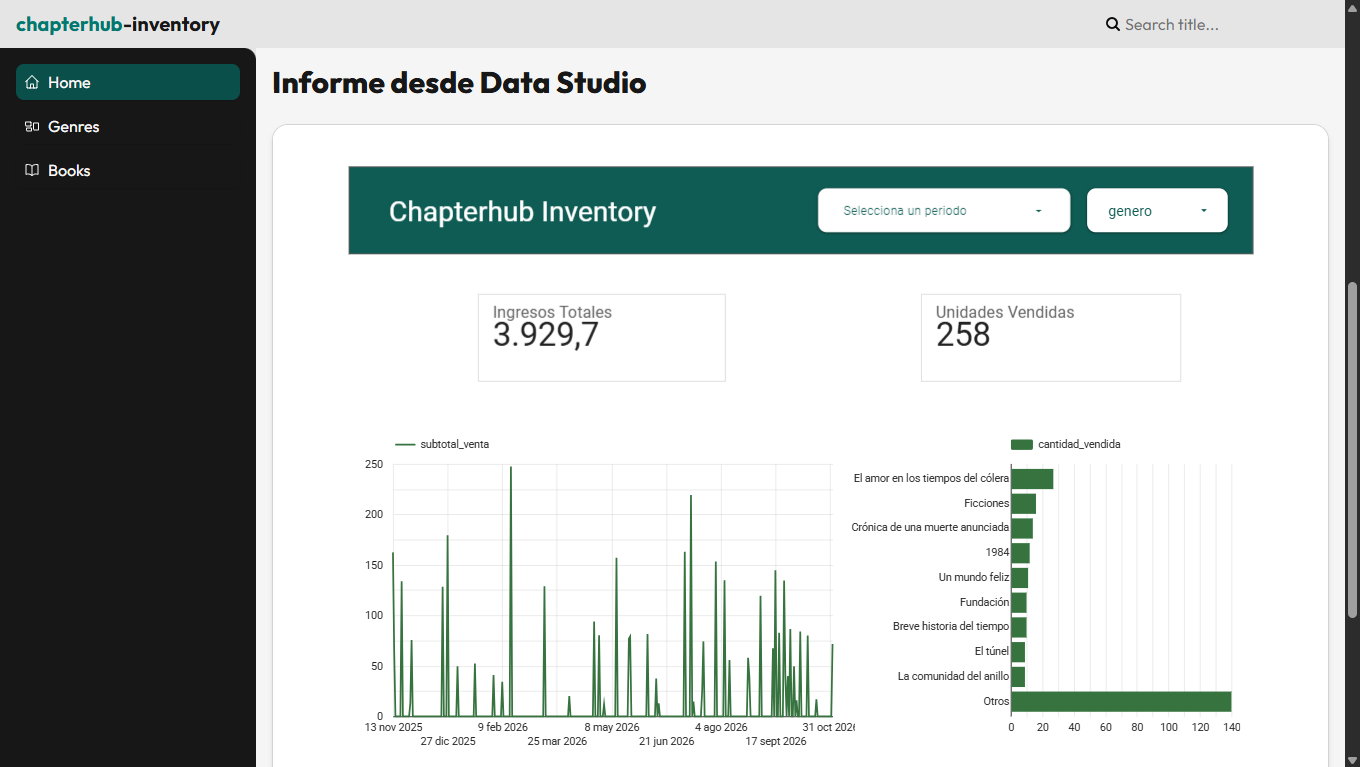 chapterhub-inventory
Search title...
Home
Genres
Books
Informe desde Data Studio
Chapterhub Inventory
Selecciona un periodo
genero
Ingresos Totales
3.929,7
Unidades Vendidas
258
subtotal_venta
250
200
150
100
50
0
13 nov 2025
27 dic 2025
9 feb 2026
25 mar 2026
8 may 2026
21 jun 2026
4 ago 2026
17 sept 2026
31 oct 2026
cantidad_vendida
El amor en los tiempos del cólera
Ficciones
Crónica de una muerte anunciada
1984
Un mundo feliz
Fundación
Breve historia del tiempo
El túnel
La comunidad del anillo
Otros
0 20 40 60 80 100 120 140